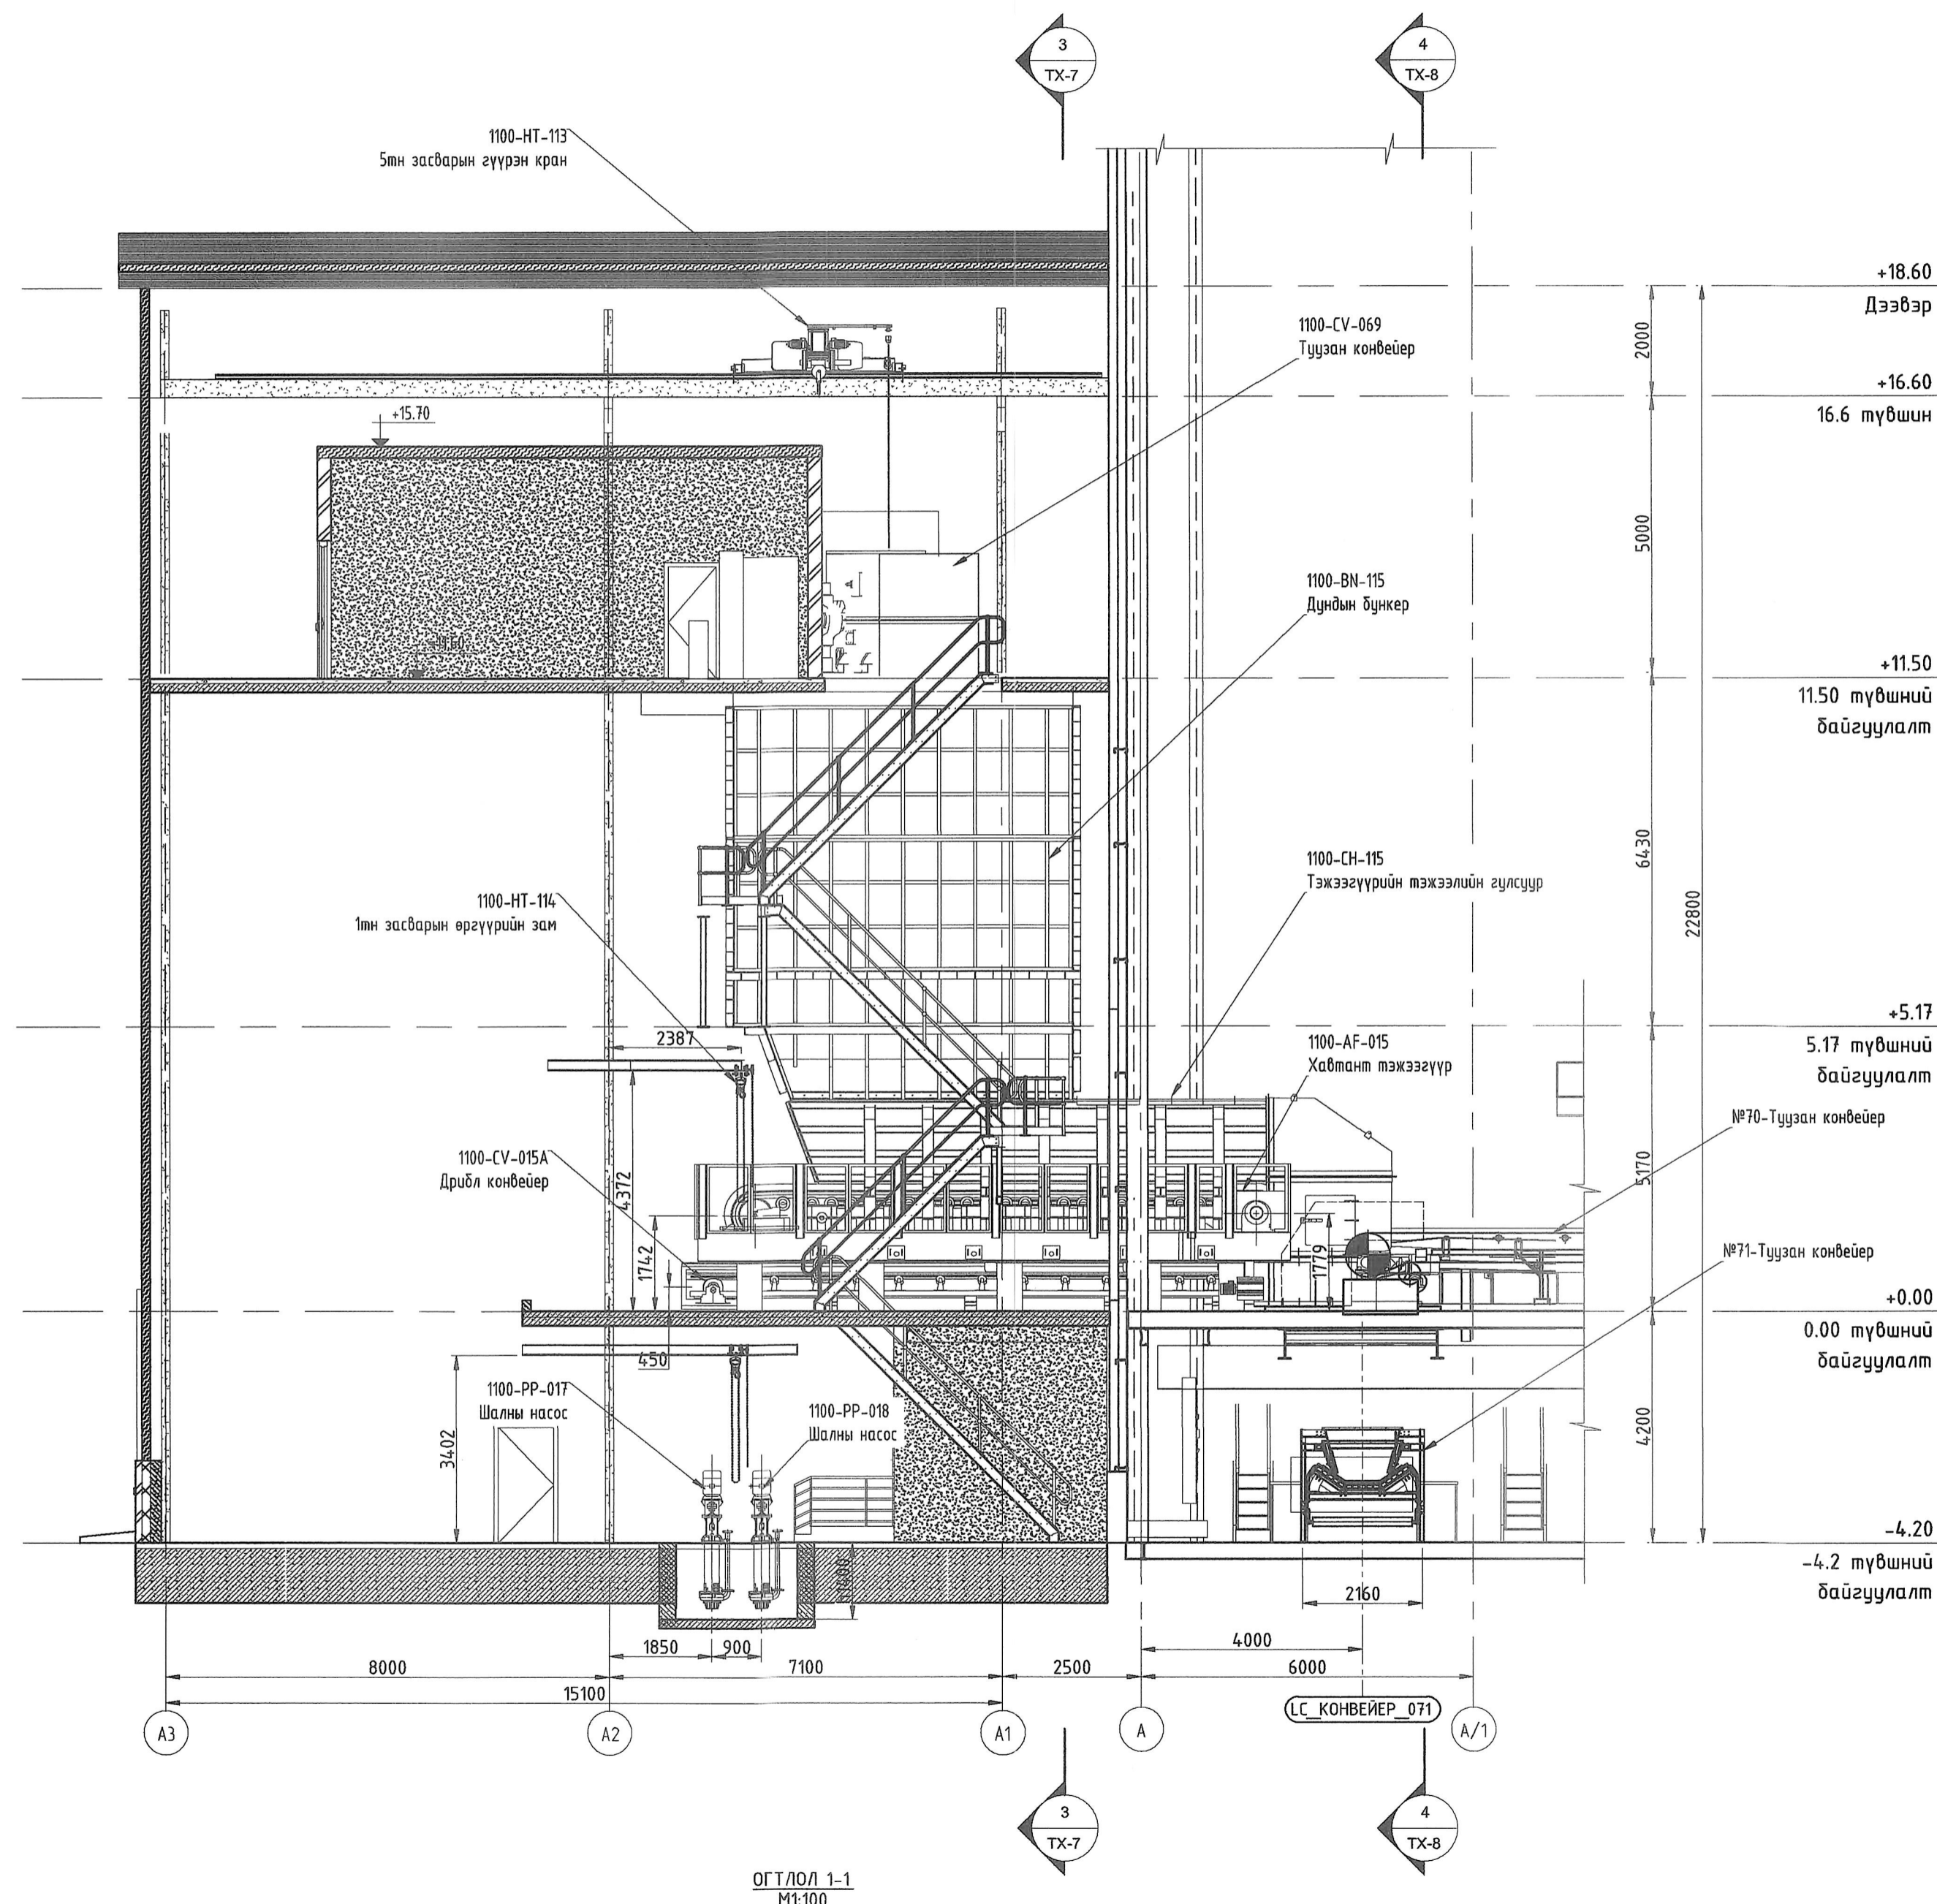 3
TX-7
4
TX-8
1100-HT-113
5тн засварын гүүрэн кран
+18.60
Дээвэр
1100-CV-069
Туузан конвейер
2000
+16.60
16.6 түвшин
+15.70
5000
1100-BN-115
Дундын бункер
+11.50
11.50 түвшний
байгуулалт
6430
22800
1100-CH-115
Тэжээгүүрийн тэжээлийн гулсуур
1100-HT-114
1тн засварын өргүүрийн зам
+5.17
5.17 түвшний
байгуулалт
2387
1100-AF-015
Хавтант тэжээгүүр
№70-Туузан конвейер
1100-CV-015A
Дрибл конвейер
4372
5170
1742
1779
№71-Туузан конвейер
+0.00
0.00 түвшний
байгуулалт
450
1100-PP-017
Шалны насос
1100-PP-018
Шалны насос
3402
4200
-4.20
-4.2 түвшний
байгуулалт
1400
2160
1850
900
4000
8000
7100
2500
6000
15100
LC_КОНВЕЙЕР_071
A3
A2
A1
A
A/1
3
TX-7
4
TX-8
ОГТЛОЛ 1-1
М1:100